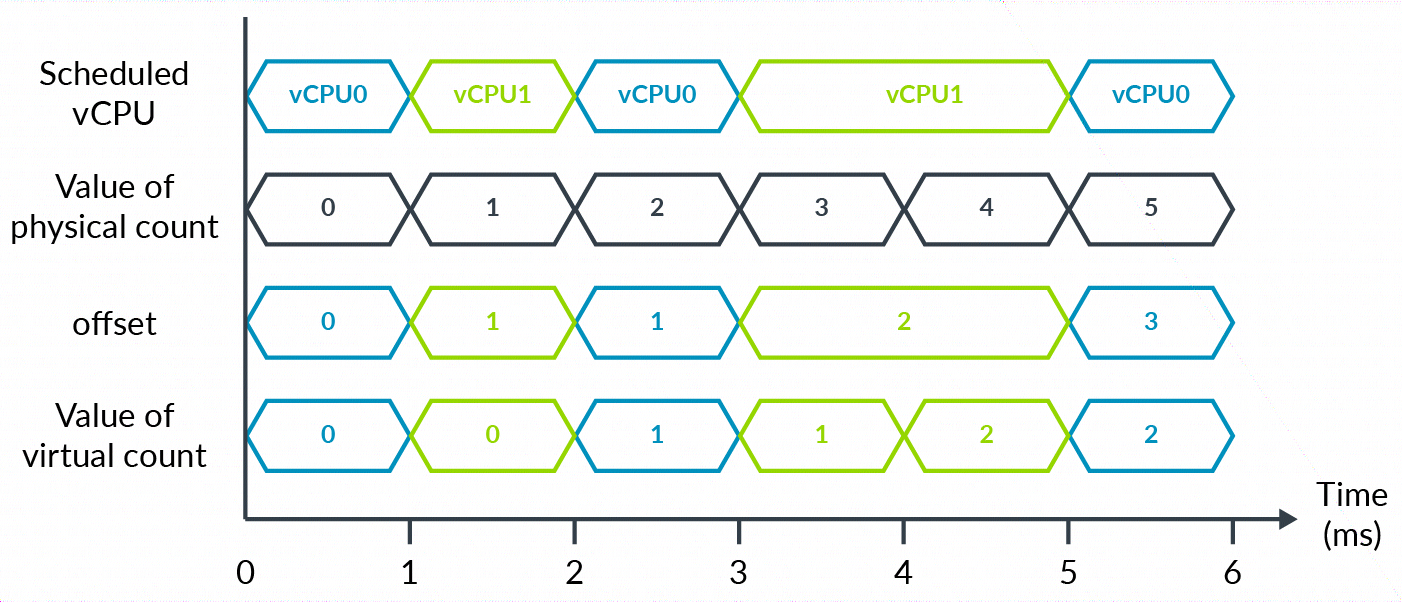 Scheduled
vCPU
vCPU0 vCPU1 vCPU0 vCPU1 vCPU0
Value of
physical count
0 1 2 3 4 5
offset
0 1 1 2 3
Value of
virtual count
0 0 1 1 2 2
Time
(ms)
0 1 2 3 4 5 6